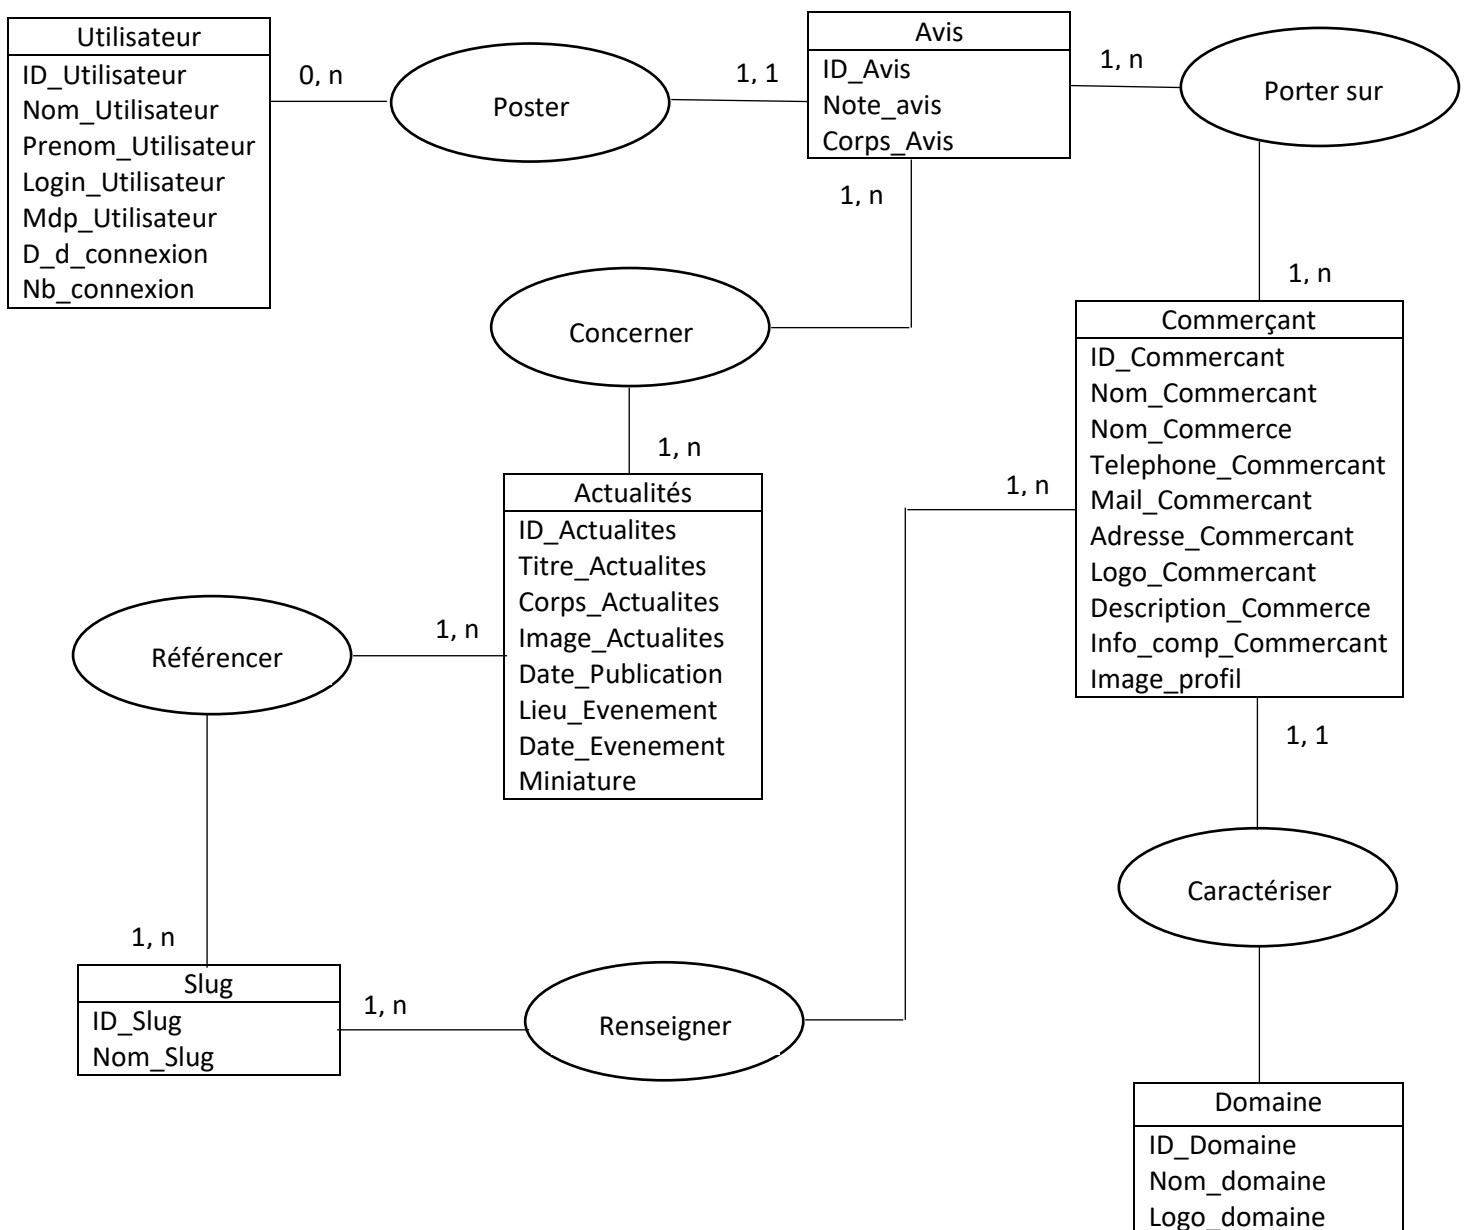 Utilisateur
ID_Utilisateur
Nom_Utilisateur
Prenom_Utilisateur
Login_Utilisateur
Mdp_Utilisateur
D_d_connexion
Nb_connexion
0, n
Poster
1, 1
Avis
ID_Avis
Note_avis
Corps_Avis
1, n
Porter sur
1, n
Concerner
1, n
1, n
Commerçant
ID_Commercant
Nom_Commercant
Nom_Commerce
Telephone_Commercant
Mail_Commercant
Adresse_Commercant
Logo_Commercant
Description_Commerce
Info_comp_Commercant
Image_profil
1, n
Actualités
ID_Actualites
Titre_Actualites
Corps_Actualites
Image_Actualites
Date_Publication
Lieu_Evenement
Date_Evenement
Miniature
1, n
Référencer
1, n
1, 1
Caractériser
Slug
ID_Slug
Nom_Slug
1, n
Renseigner
Domaine
ID_Domaine
Nom_domaine
Logo_domaine